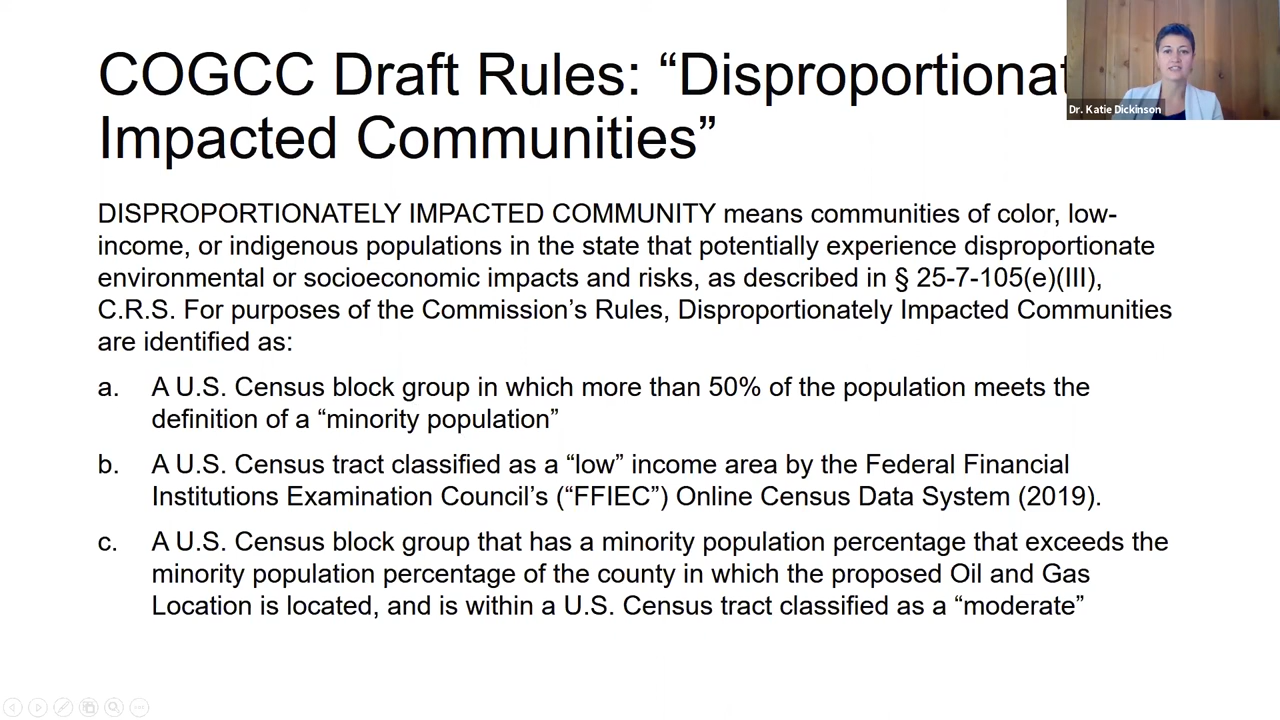 COGCC Draft Rules: “Disproportionat
Impacted Communities”
Dr. Katie Dickinson
DISPROPORTIONATELY IMPACTED COMMUNITY means communities of color, low-
income, or indigenous populations in the state that potentially experience disproportionate
environmental or socioeconomic impacts and risks, as described in § 25-7-105(e)(III),
C.R.S. For purposes of the Commission’s Rules, Disproportionately Impacted Communities
are identified as:
a. A U.S. Census block group in which more than 50% of the population meets the
definition of a “minority population”
b. A U.S. Census tract classified as a “low” income area by the Federal Financial
Institutions Examination Council’s (“FFIEC”) Online Census Data System (2019).
c. A U.S. Census block group that has a minority population percentage that exceeds the
minority population percentage of the county in which the proposed Oil and Gas
Location is located, and is within a U.S. Census tract classified as a “moderate”